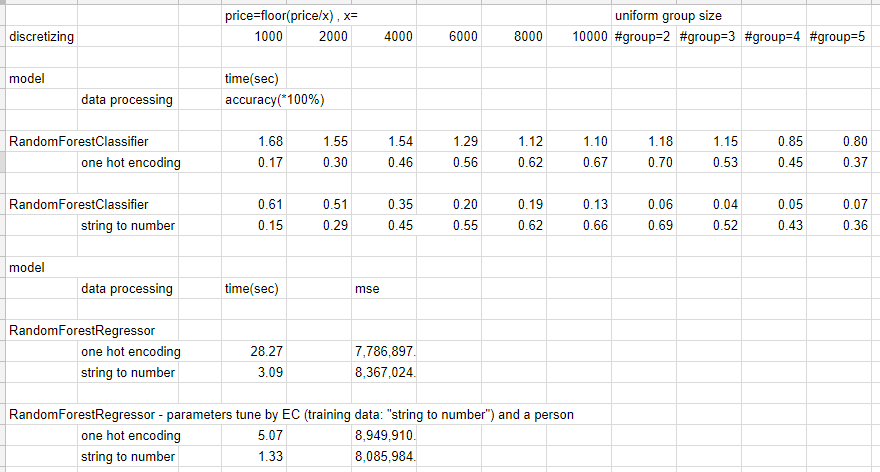 price=floor(price/x) , x= uniform group size
discretizing 1000 2000 4000 6000 8000 10000 #group=2 #group=3 #group=4 #group=5
model time(sec)
data processing accuracy(*100%)
RandomForestClassifier 1.68 1.55 1.54 1.29 1.12 1.10 1.18 1.15 0.85 0.80
one hot encoding 0.17 0.30 0.46 0.56 0.62 0.67 0.70 0.53 0.45 0.37
RandomForestClassifier 0.61 0.51 0.35 0.20 0.19 0.13 0.06 0.04 0.05 0.07
string to number 0.15 0.29 0.45 0.55 0.62 0.66 0.69 0.52 0.43 0.36
model
data processing time(sec) mse
RandomForestRegressor
one hot encoding 28.27 7,786,897.
string to number 3.09 8,367,024.
RandomForestRegressor - parameters tune by EC (training data: "string to number") and a person
one hot encoding 5.07 8,949,910.
string to number 1.33 8,085,984.